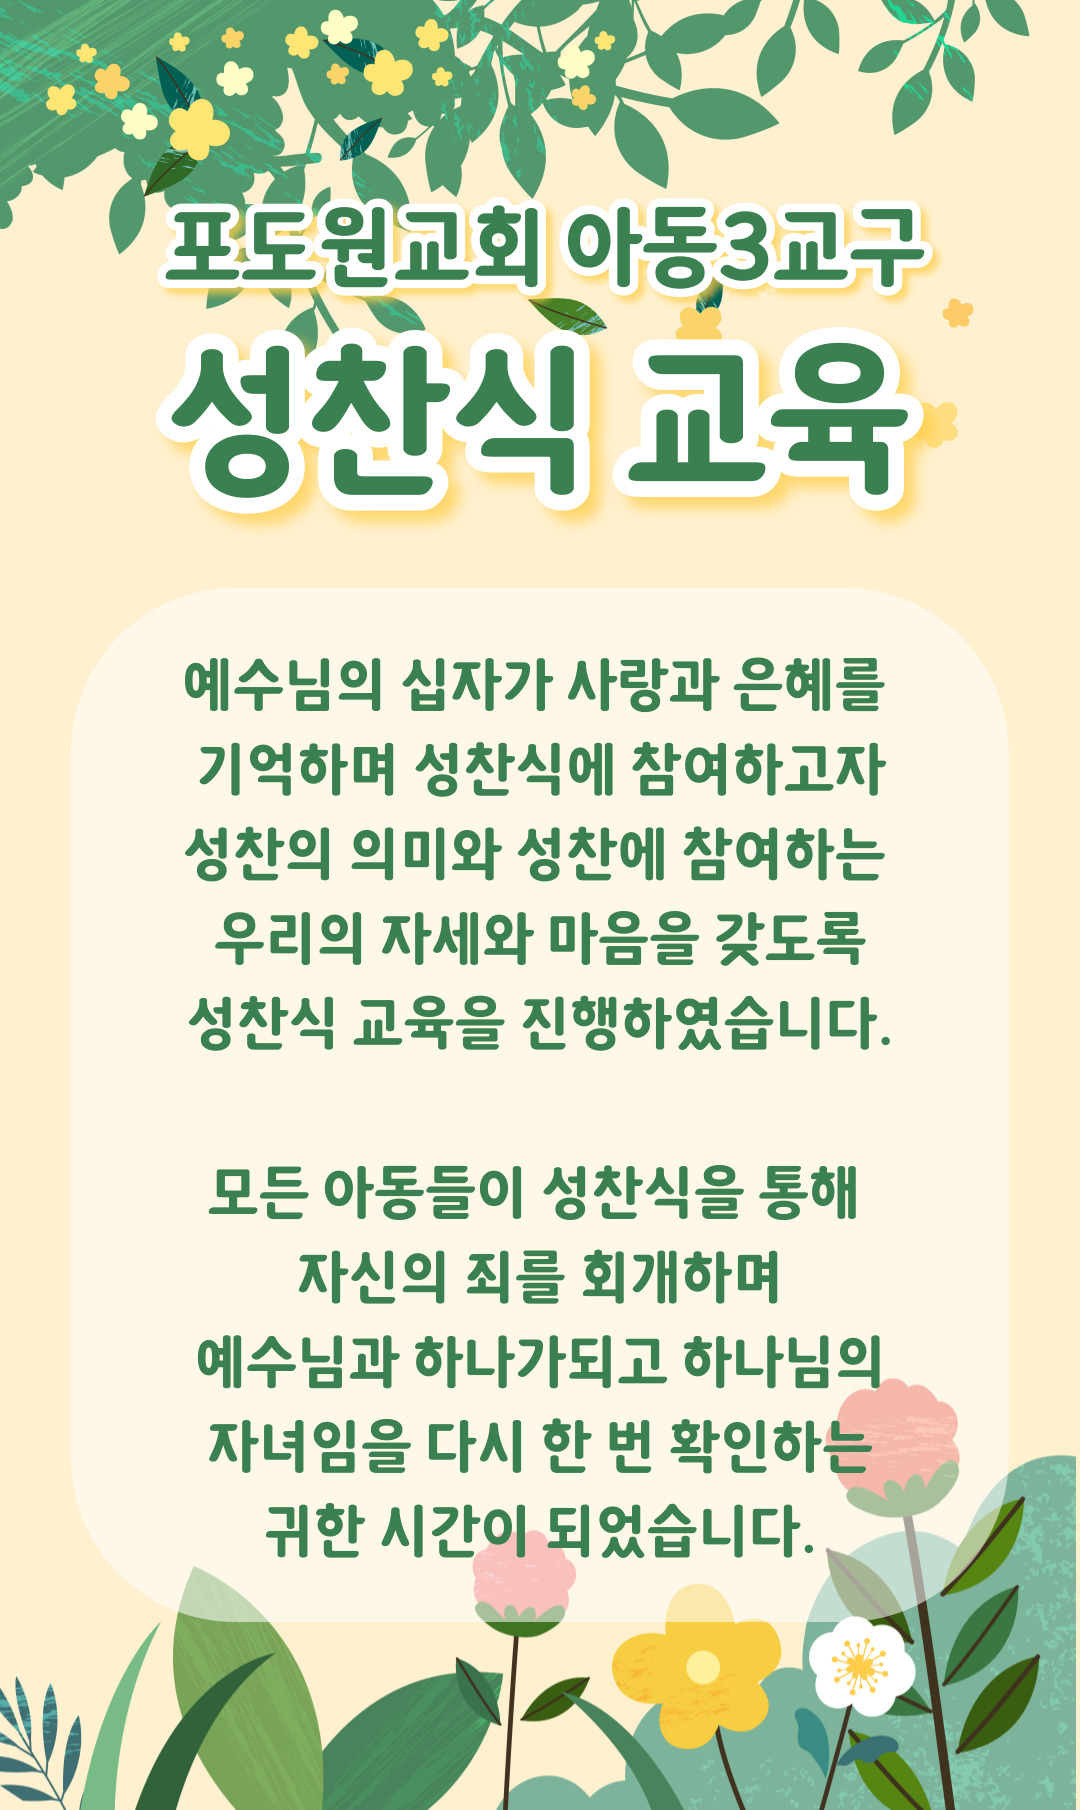 포도원교회 아동3교구
성찬식 교육
예수님의 십자가 사랑과 은혜를
기억하며 성찬식에 참여하고자
성찬의 의미와 성찬에 참여하는
우리의 자세와 마음을 갖도록
성찬식 교육을 진행하였습니다.
모든 아동들이 성찬식을 통해
자신의 죄를 회개하며
예수님과 하나가되고 하나님의
자녀임을 다시 한 번 확인하는
귀한 시간이 되었습니다.